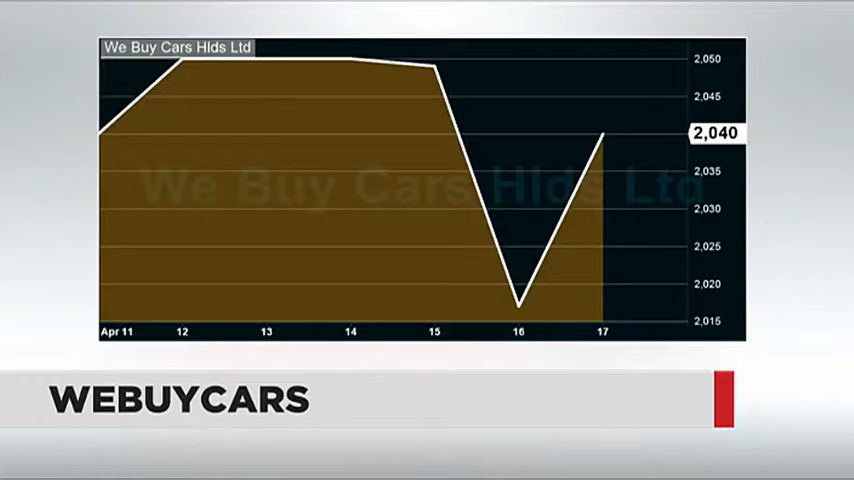 We Buy Cars Hlds Ltd
2,050
2,045
2,040
2,035
We Buy Cars Hlds Ltd
2,030
2,025
2,020
2,015
Apr 11 12 13 14 15 16 17
WEBUYCARS